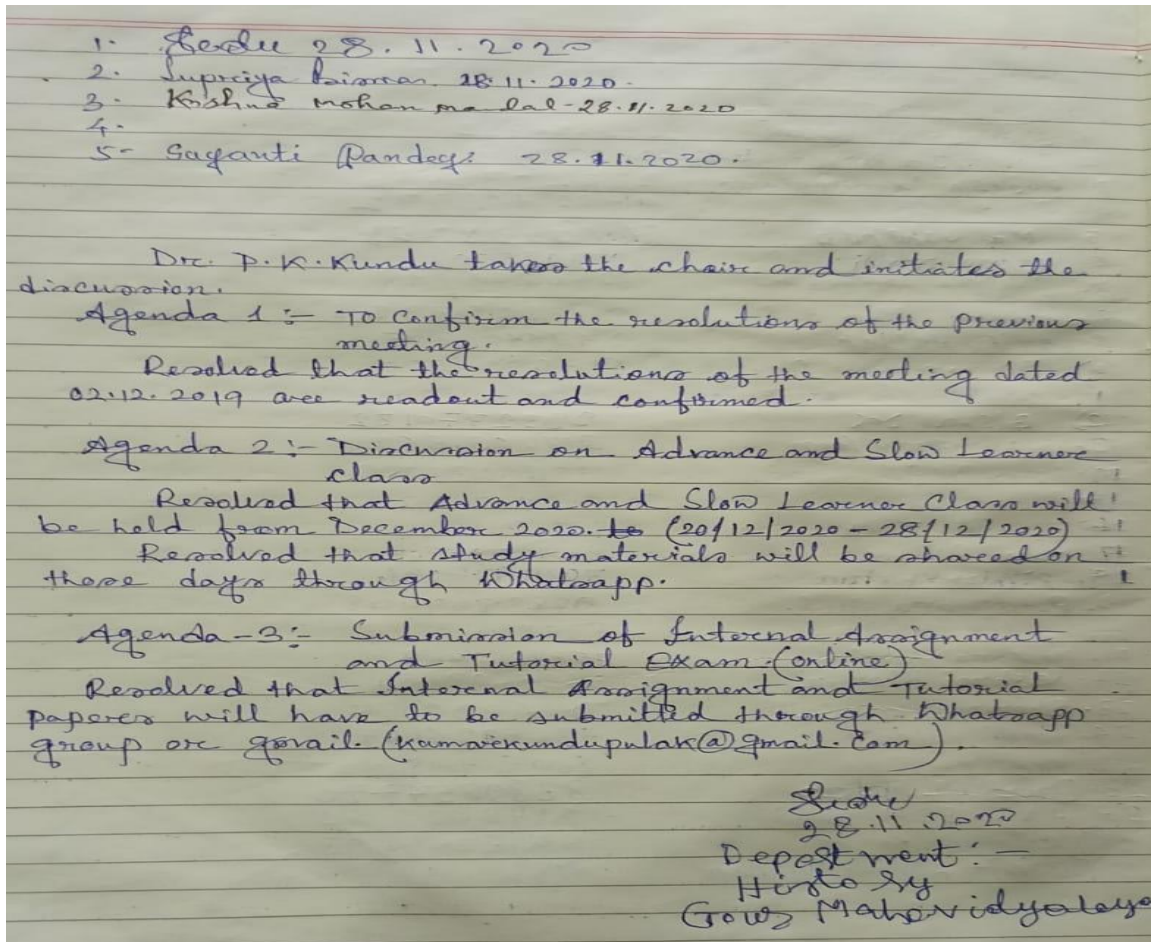 1. 28.11.2020
2. Supriya 28.11.2020.
3. Krishna Mohan 28.11.2020
4.
5- Pandey 28.11.2020.
Dr. P.K. Kundu takes the chair and initiates the
discussion.
Agenda 1 :- To Confirm the resolutions of the previous
meeting.
Resolved that the resolutions of the meeting dated
02.12.2019 are readout and confirmed.
Agenda 2 :- Discussion on Advance and Slow Learner
class
Resolved that Advance and Slow Learner Class will
be held from December 2020. to (20/12/2020 - 28/12/2020)
Resolved that study materials will be shared on
those days through Whatsapp.
Agenda-3 :- Submission of Internal Assignment
and Tutorial Exam. (online)
Resolved that Internal Assignment and Tutorial
papers will have to be submitted through Whatsapp
group or gmail. (kumarkundupulak@gmail.com).
28.11.2020
Department :-
History
Mahavidyalaya